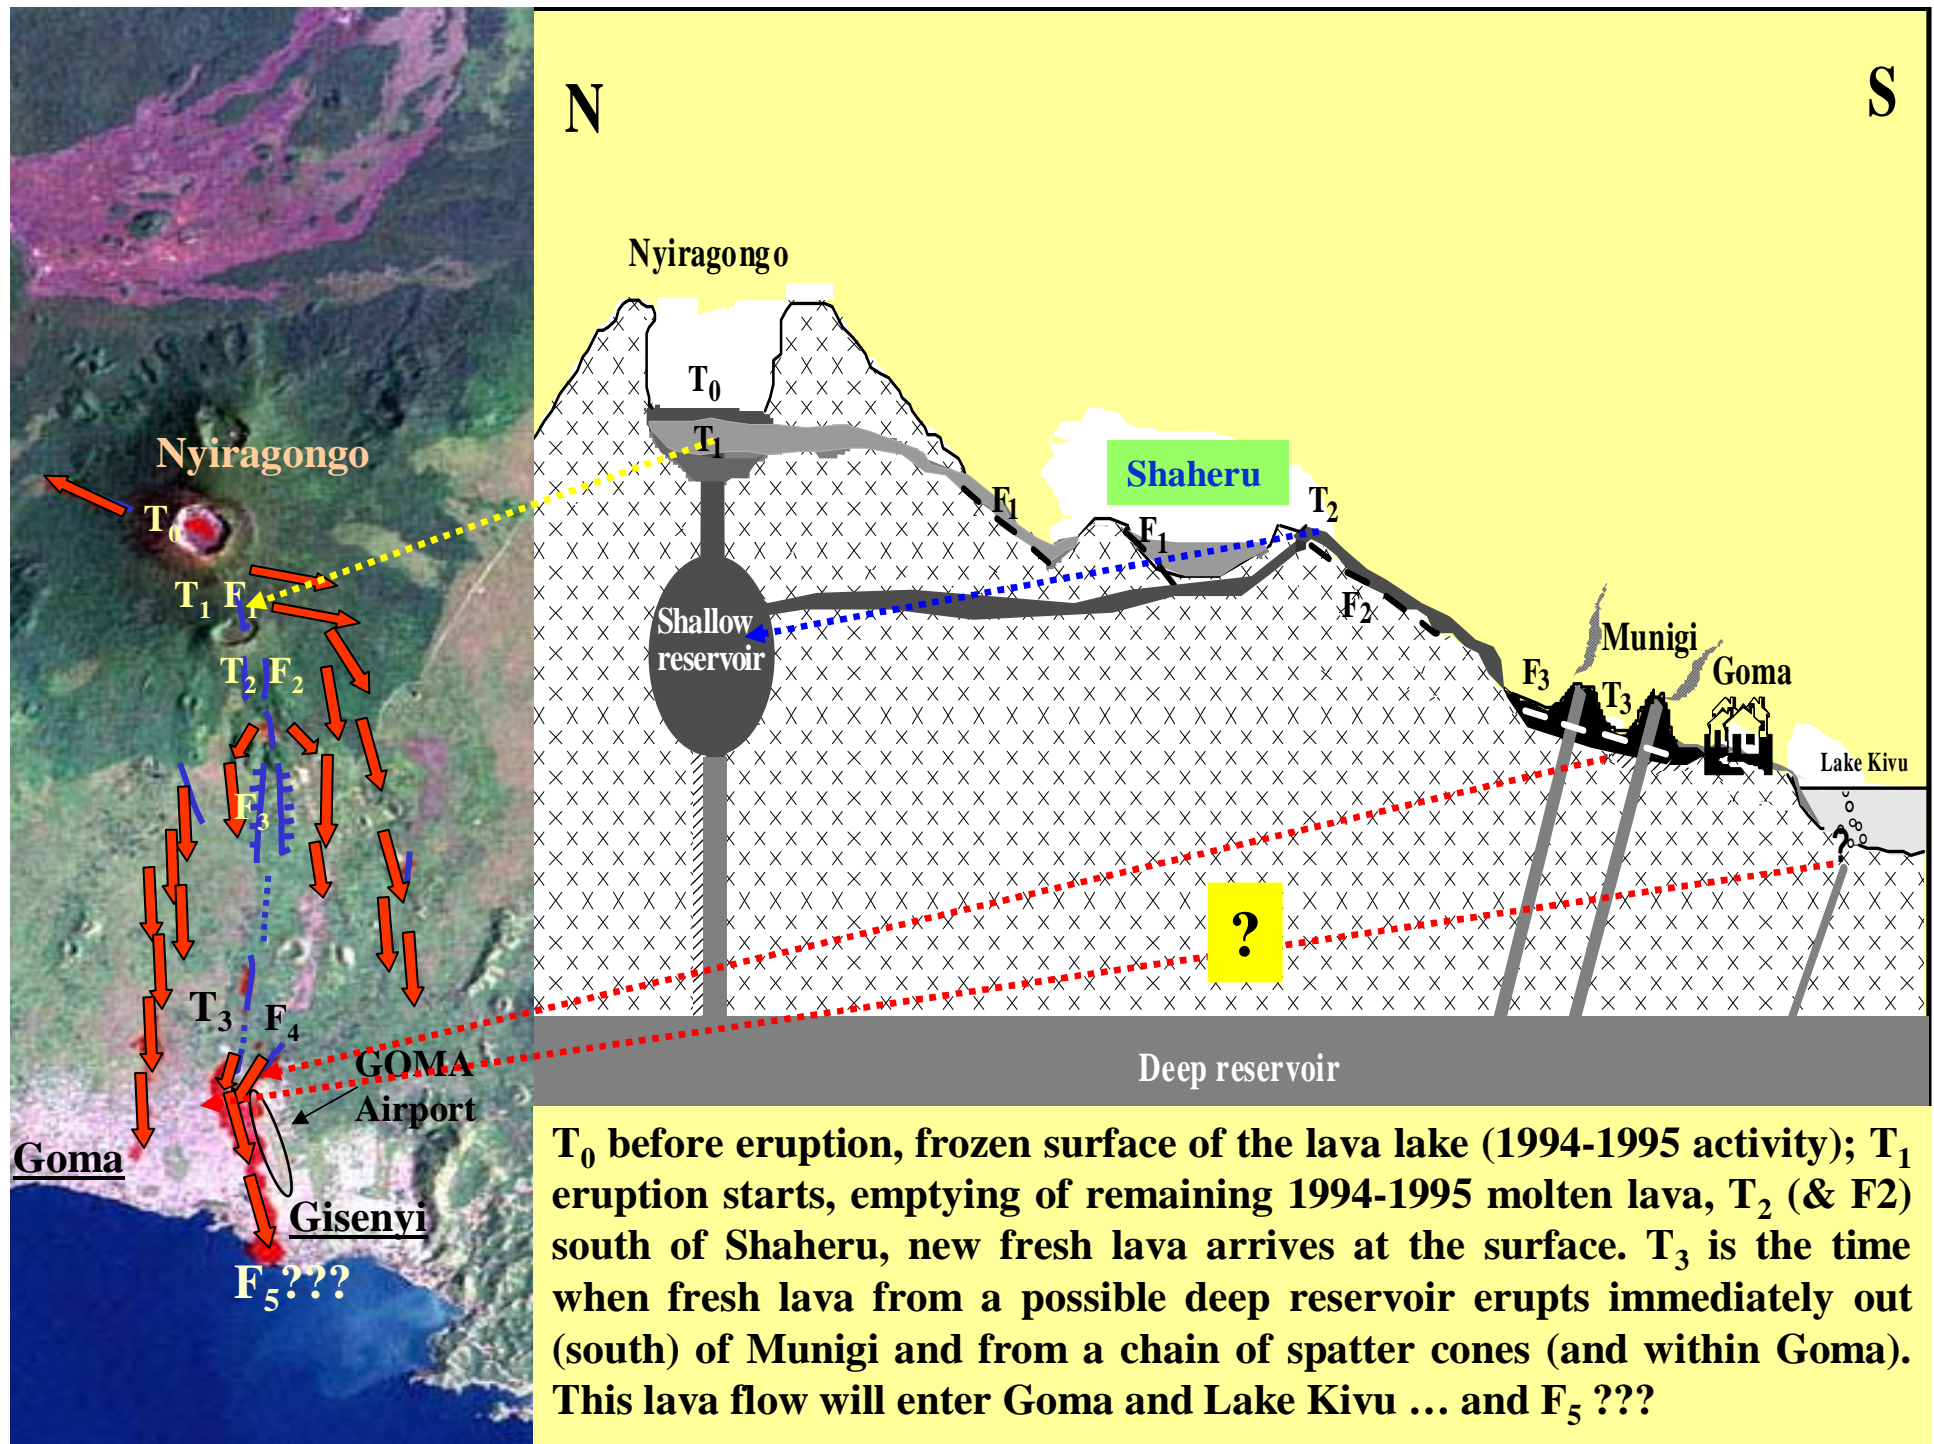 N
S
Nyiragongo
T0
T1
F1
F1
Shaheru
T2
F2
Shallow
reservoir
F3
T3
Munigi
Goma
Lake Kivu
?
?
Deep reservoir
Nyiragongo
T0
T1 F1
T2 F2
F3
T3 F4
GOMA
Airport
Goma
Gisenyi
F5???
T0 before eruption, frozen surface of the lava lake (1994-1995 activity); T1
eruption starts, emptying of remaining 1994-1995 molten lava, T2 (& F2)
south of Shaheru, new fresh lava arrives at the surface. T3 is the time
when fresh lava from a possible deep reservoir erupts immediately out
(south) of Munigi and from a chain of spatter cones (and within Goma).
This lava flow will enter Goma and Lake Kivu … and F5 ???